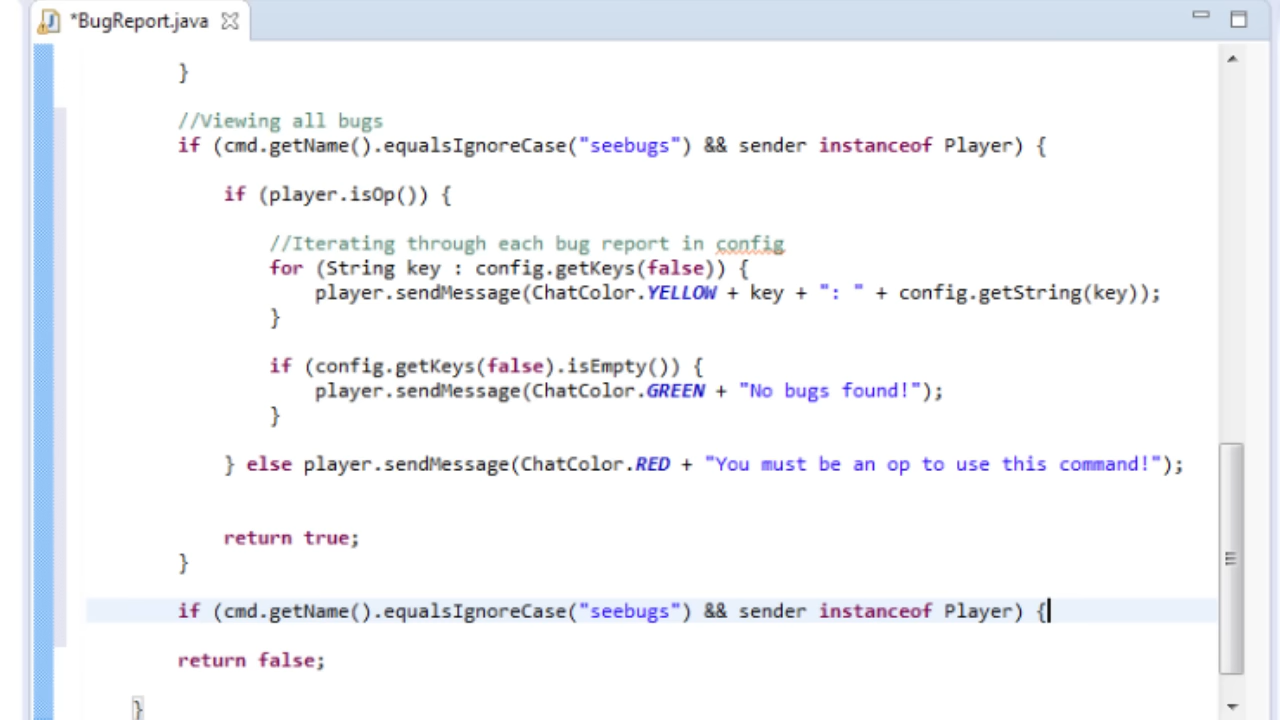 *BugReport.java
}
//Viewing all bugs
if (cmd.getName().equalsIgnoreCase("seebugs") && sender instanceof Player) {
if (player.isOp()) {
//Iterating through each bug report in config
for (String key : config.getKeys(false)) {
player.sendMessage(ChatColor.YELLOW + key + ": " + config.getString(key));
}
if (config.getKeys(false).isEmpty()) {
player.sendMessage(ChatColor.GREEN + "No bugs found!");
}
} else player.sendMessage(ChatColor.RED + "You must be an op to use this command!");
return true;
}
if (cmd.getName().equalsIgnoreCase("seebugs") && sender instanceof Player) {
return false;
}